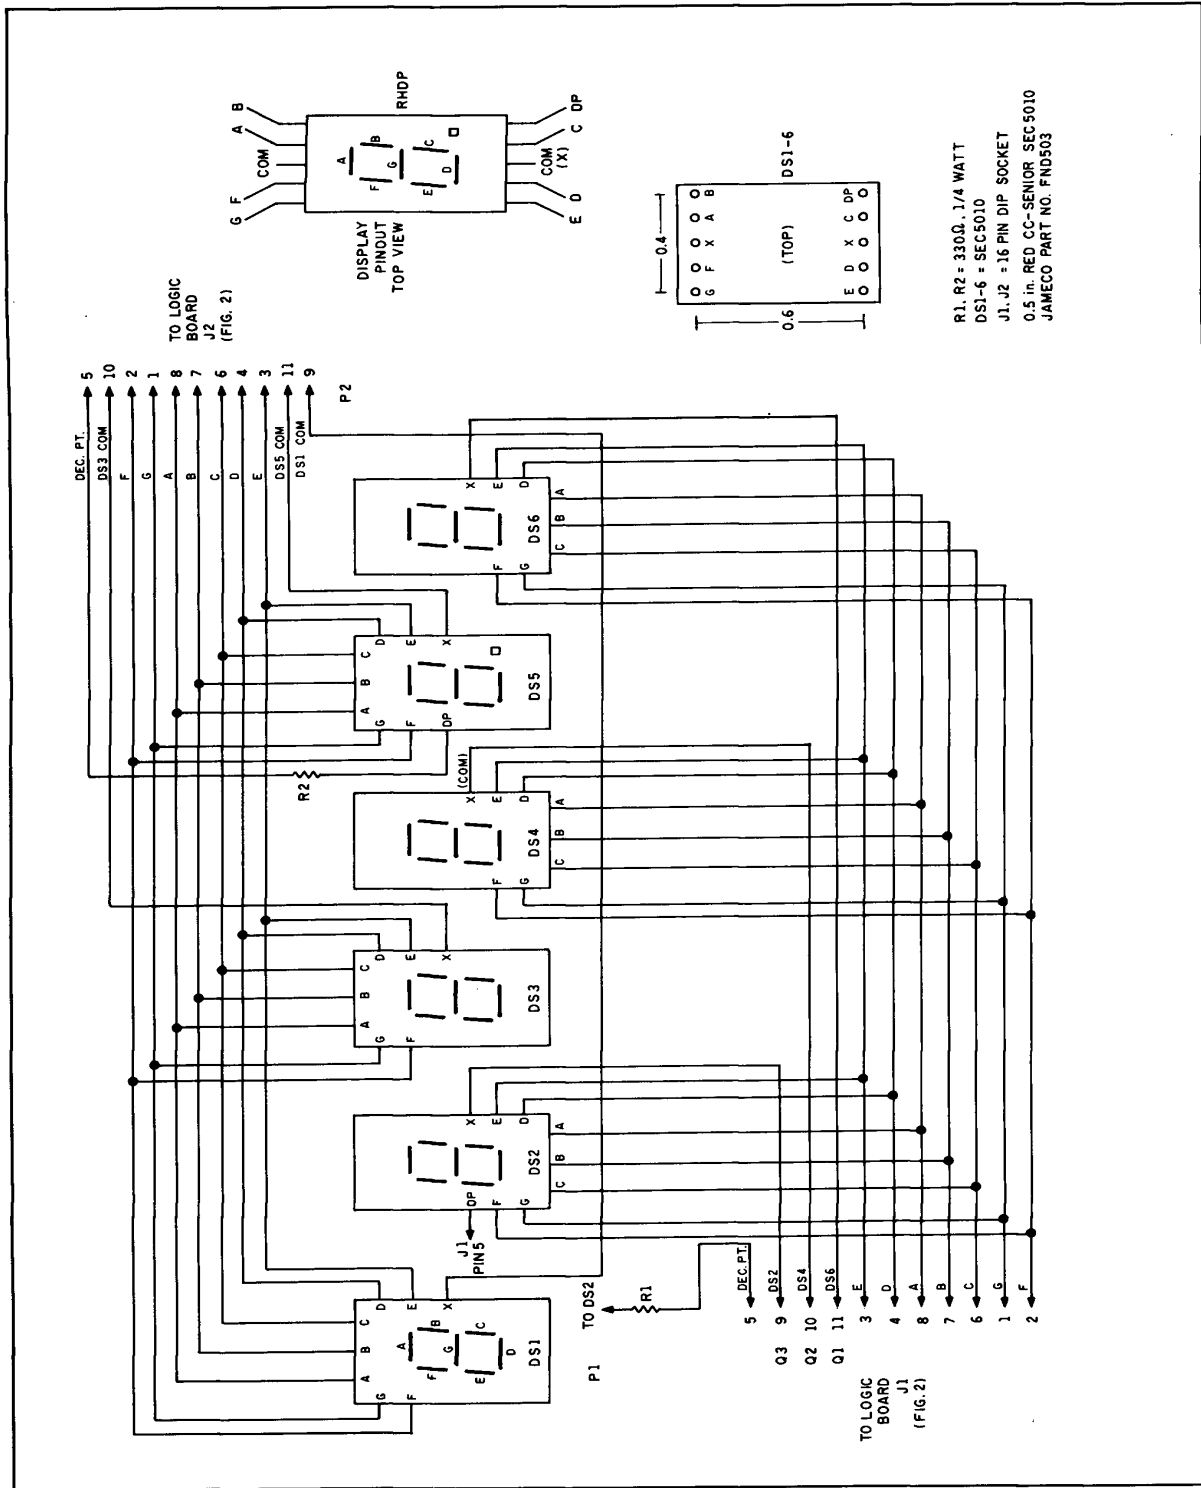 DISPLAY
PINOUT
TOP VIEW
G F COM A B
A
F B
G
E C
D
RHDP
E D COM
(X) C DP
0.4
G F X A B
(TOP)
0.6
E D X C DP
DS1-6
R1, R2 = 330Ω, 1/4 WATT
DS1-6 = SEC5010
J1, J2 = 16 PIN DIP SOCKET
0.5 in. RED CC-SENIOR SEC 5010
JAMECO PART NO. FND503
TO LOGIC
BOARD
J2
(FIG. 2)
DEC. PT. 5
DS3 COM 10
F 2
G 1
A 8
B 7
C 6
D 4
E 3
DS5 COM 11
DS1 COM 9
P2
A B C
G D
F E
X
A
F B
G
E C
D
DS1
DP X
F E
G D
C B A
DS2
J1
PIN 5
A B C
G D
F E
X
DS3
X (COM)
F E
G D
C B A
DS4
R2
A B C
G D
F E
DP X
DS5
X
F E
G D
C B A
DS6
P1
TO DS2
R1
5 DEC. PT.
Q3 9 DS2
Q2 10 DS4
Q1 11 DS6
3 E
4 D
8 A
7 B
6 C
1 G
2 F
TO LOGIC
BOARD
J1
(FIG. 2)